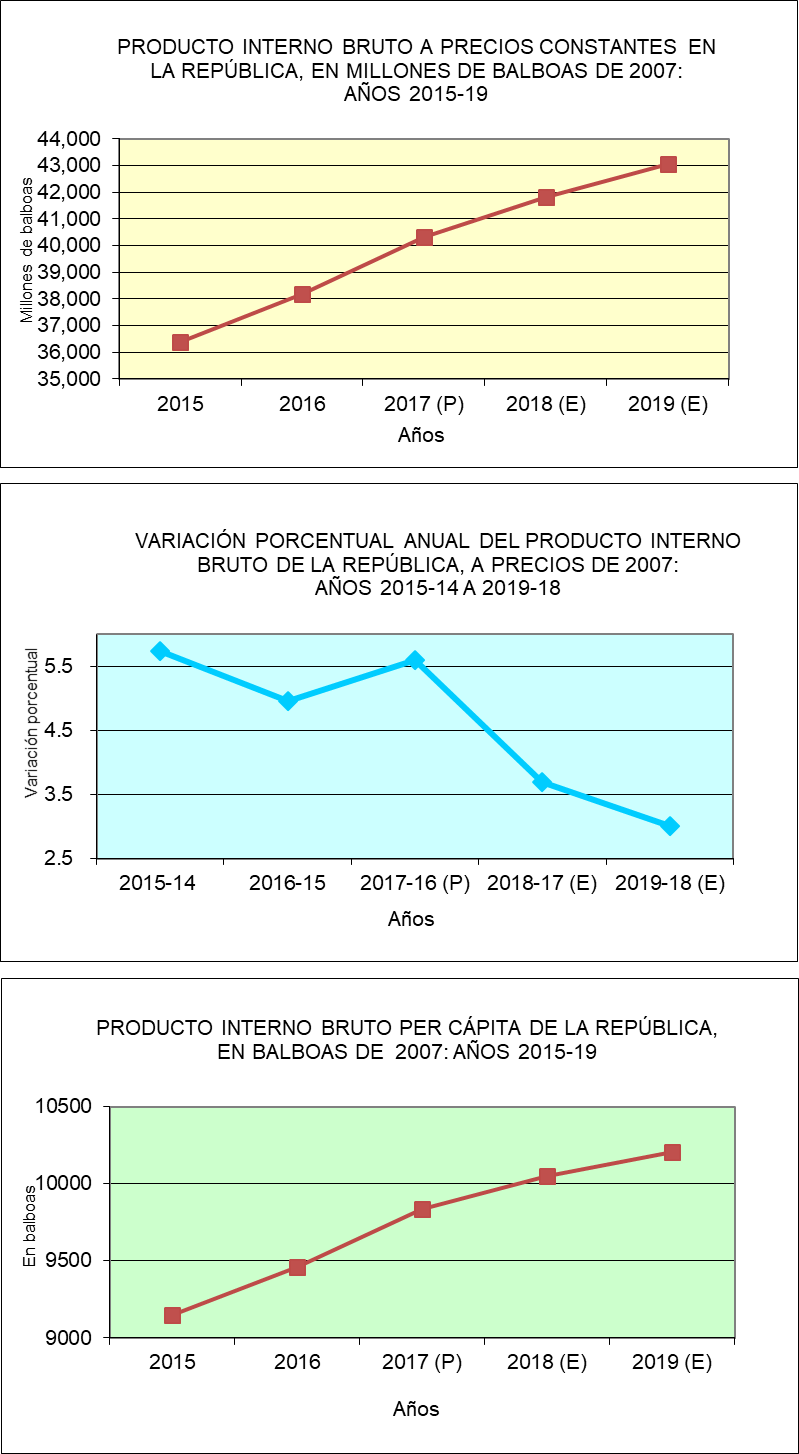 PRODUCTO INTERNO BRUTO A PRECIOS CONSTANTES EN
LA REPÚBLICA, EN MILLONES DE BALBOAS DE 2007:
AÑOS 2015-19
Millones de balboas
44,000
43,000
42,000
41,000
40,000
39,000
38,000
37,000
36,000
35,000
2015 2016 2017 (P) 2018 (E) 2019 (E)
Años
VARIACIÓN PORCENTUAL ANUAL DEL PRODUCTO INTERNO
BRUTO DE LA REPÚBLICA, A PRECIOS DE 2007:
AÑOS 2015-14 A 2019-18
Variación porcentual
5.5
4.5
3.5
2.5
2015-14 2016-15 2017-16 (P) 2018-17 (E) 2019-18 (E)
Años
PRODUCTO INTERNO BRUTO PER CÁPITA DE LA REPÚBLICA,
EN BALBOAS DE 2007: AÑOS 2015-19
En balboas
10500
10000
9500
9000
2015 2016 2017 (P) 2018 (E) 2019 (E)
Años